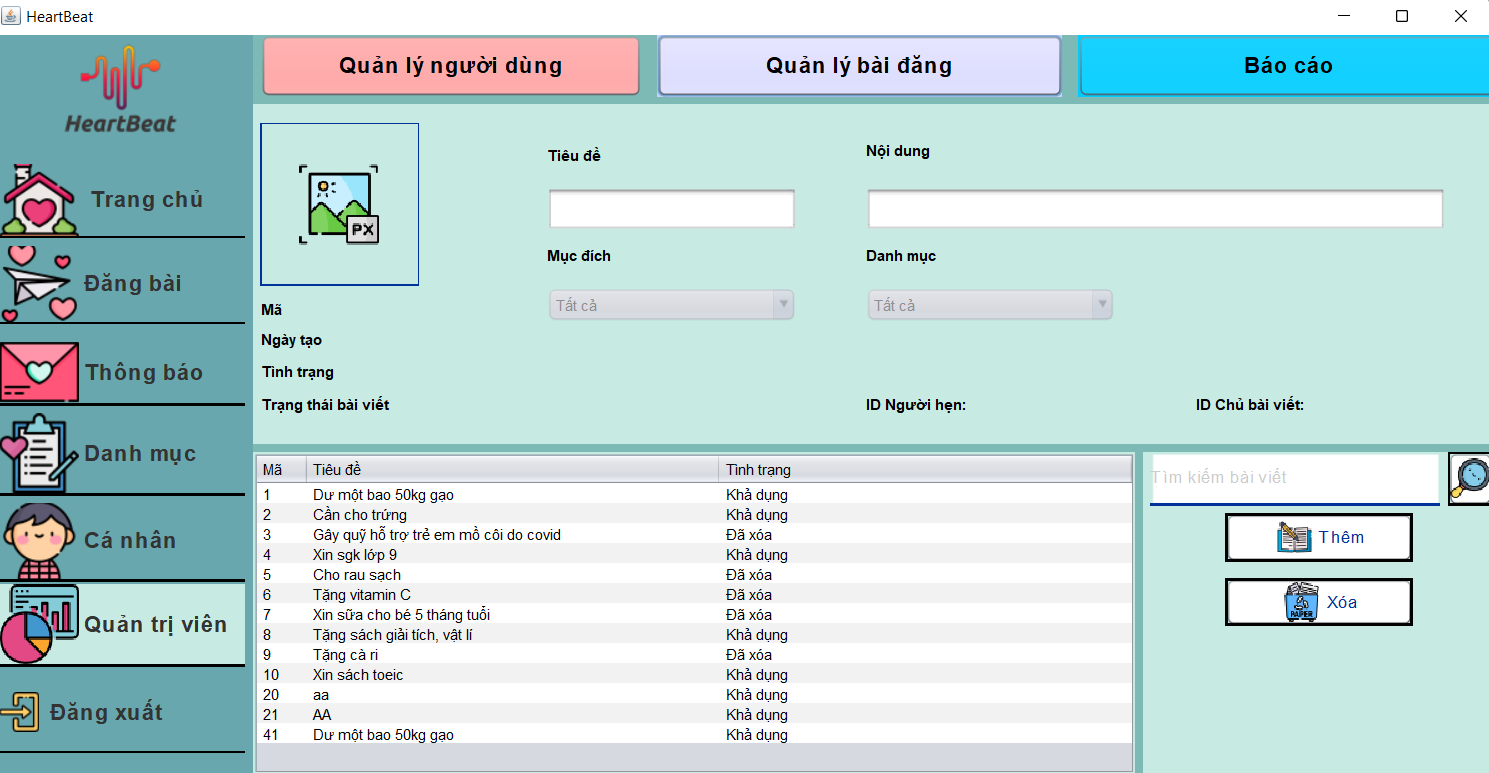 HeartBeat
HeartBeat
Trang chủ
Đăng bài
Thông báo
Danh mục
Cá nhân
Quản trị viên
Đăng xuất
Quản lý người dùng
Quản lý bài đăng
Báo cáo
PX
Tiêu đề
Nội dung
Mục đích
Danh mục
Tất cả
Tất cả
Mã
Ngày tạo
Tình trạng
Trạng thái bài viết
ID Người hẹn:
ID Chủ bài viết:
Mã Tiêu đề Tình trạng
1 Dư một bao 50kg gạo Khả dụng
2 Cần cho trứng Khả dụng
3 Gây quỹ hỗ trợ trẻ em mồ côi do covid Đã xóa
4 Xin sgk lớp 9 Khả dụng
5 Cho rau sạch Đã xóa
6 Tặng vitamin C Đã xóa
7 Xin sữa cho bé 5 tháng tuổi Đã xóa
8 Tặng sách giải tích, vật lí Khả dụng
9 Tặng cà ri Đã xóa
10 Xin sách toeic Khả dụng
20 aa Khả dụng
21 AA Khả dụng
41 Dư một bao 50kg gạo Khả dụng
Tìm kiếm bài viết
Thêm
PAPER
Xóa